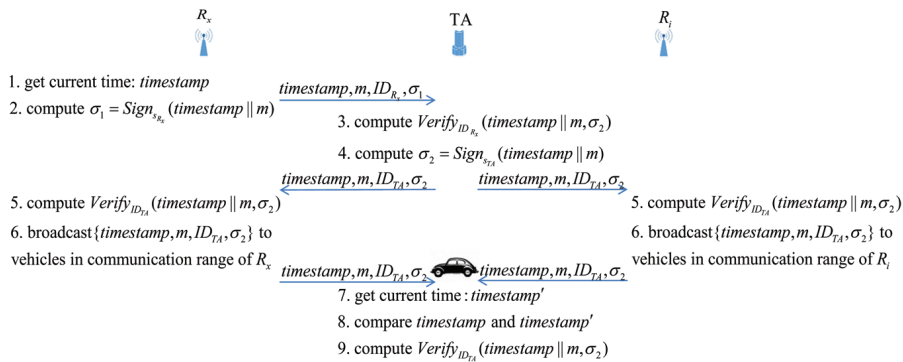 R_x TA R_i
1. get current time: timestamp
timestamp, m, ID_{R_x}, σ_1
2. compute σ_1 = Sign_{s_{R_x}}(timestamp || m)
3. compute Verify_{ID_{R_x}}(timestamp || m, σ_2)
4. compute σ_2 = Sign_{s_{TA}}(timestamp || m)
timestamp, m, ID_{TA}, σ_2 timestamp, m, ID_{TA}, σ_2
5. compute Verify_{ID_{TA}}(timestamp || m, σ_2)
6. broadcast{timestamp, m, ID_{TA}, σ_2} to
vehicles in communication range of R_x
5. compute Verify_{ID_{TA}}(timestamp || m, σ_2)
6. broadcast{timestamp, m, ID_{TA}, σ_2} to
vehicles in communication range of R_i
timestamp, m, ID_{TA}, σ_2 timestamp, m, ID_{TA}, σ_2
7. get current time : timestamp′
8. compare timestamp and timestamp′
9. compute Verify_{ID_{TA}}(timestamp || m, σ_2)